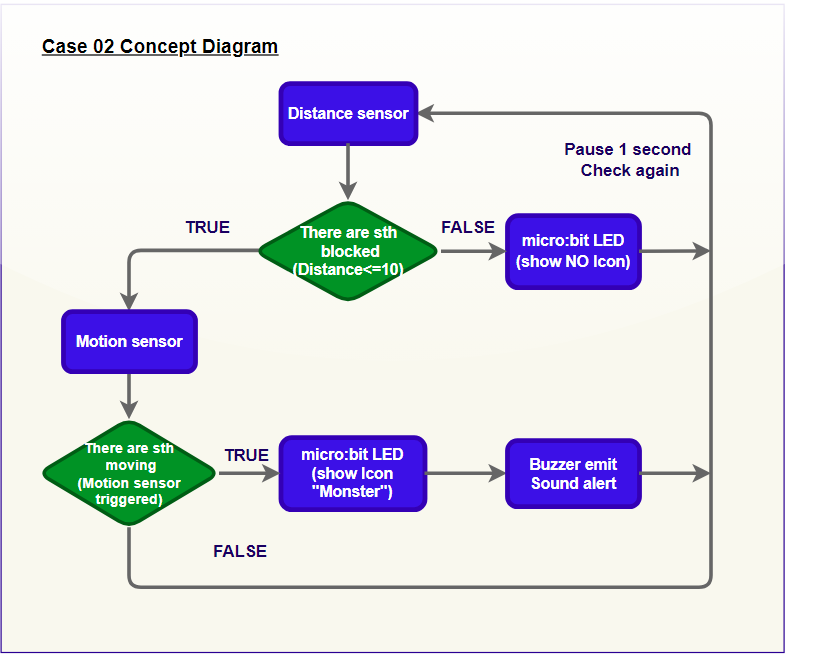 Case 02 Concept Diagram
Distance sensor
Pause 1 second
Check again
TRUE
There are sth
blocked
(Distance<=10)
FALSE
micro:bit LED
(show NO Icon)
Motion sensor
There are sth
moving
(Motion sensor
triggered)
TRUE
micro:bit LED
(show Icon
"Monster")
Buzzer emit
Sound alert
FALSE